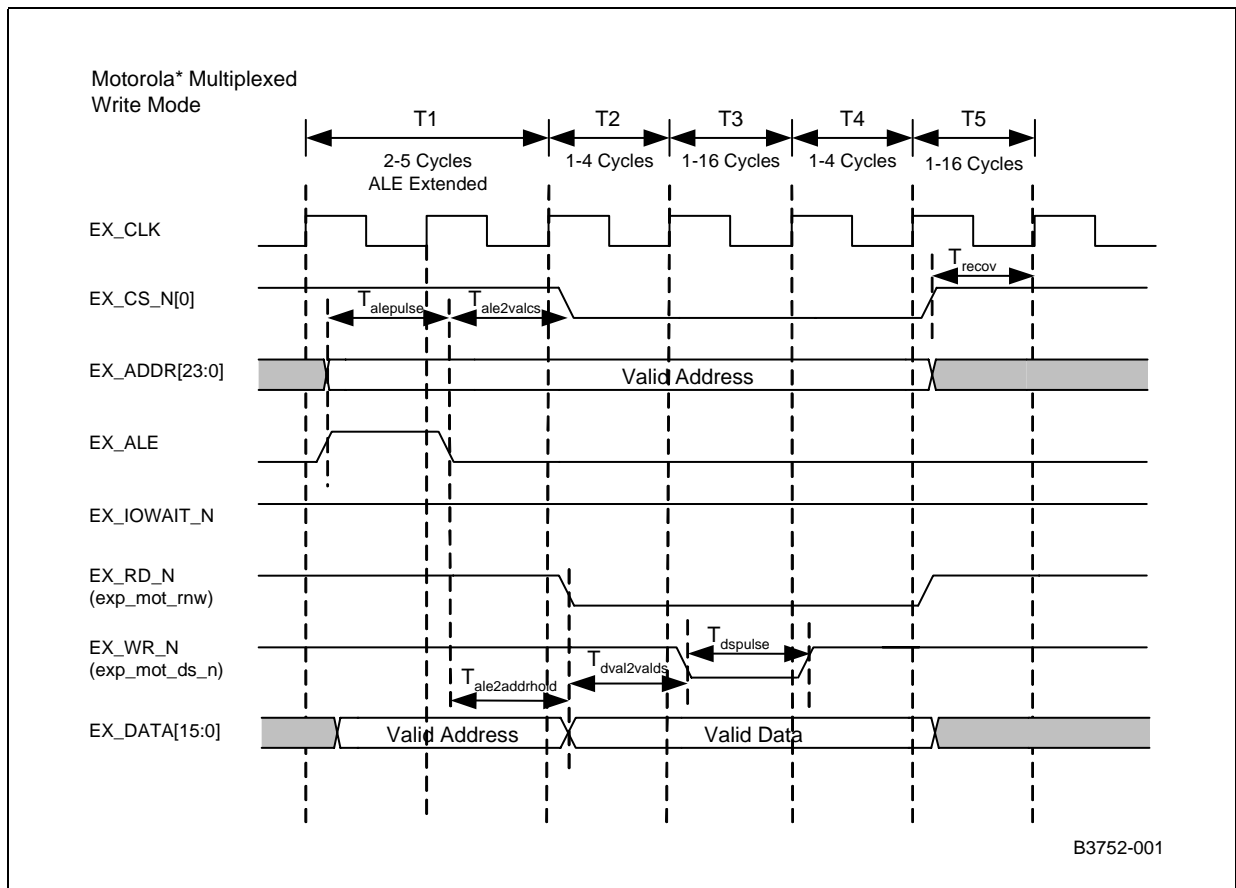 Motorola* Multiplexed
Write Mode
T1 T2 T3 T4 T5
2-5 Cycles 1-4 Cycles 1-16 Cycles 1-4 Cycles 1-16 Cycles
ALE Extended
EX_CLK
Trecov
EX_CS_N[0]
Talepulse Tale2valcs
EX_ADDR[23:0] Valid Address
EX_ALE
EX_IOWAIT_N
EX_RD_N
(exp_mot_rnw)
EX_WR_N
(exp_mot_ds_n)
Tdspulse
Tdval2valds
Tale2addrhold
EX_DATA[15:0] Valid Address Valid Data
B3752-001